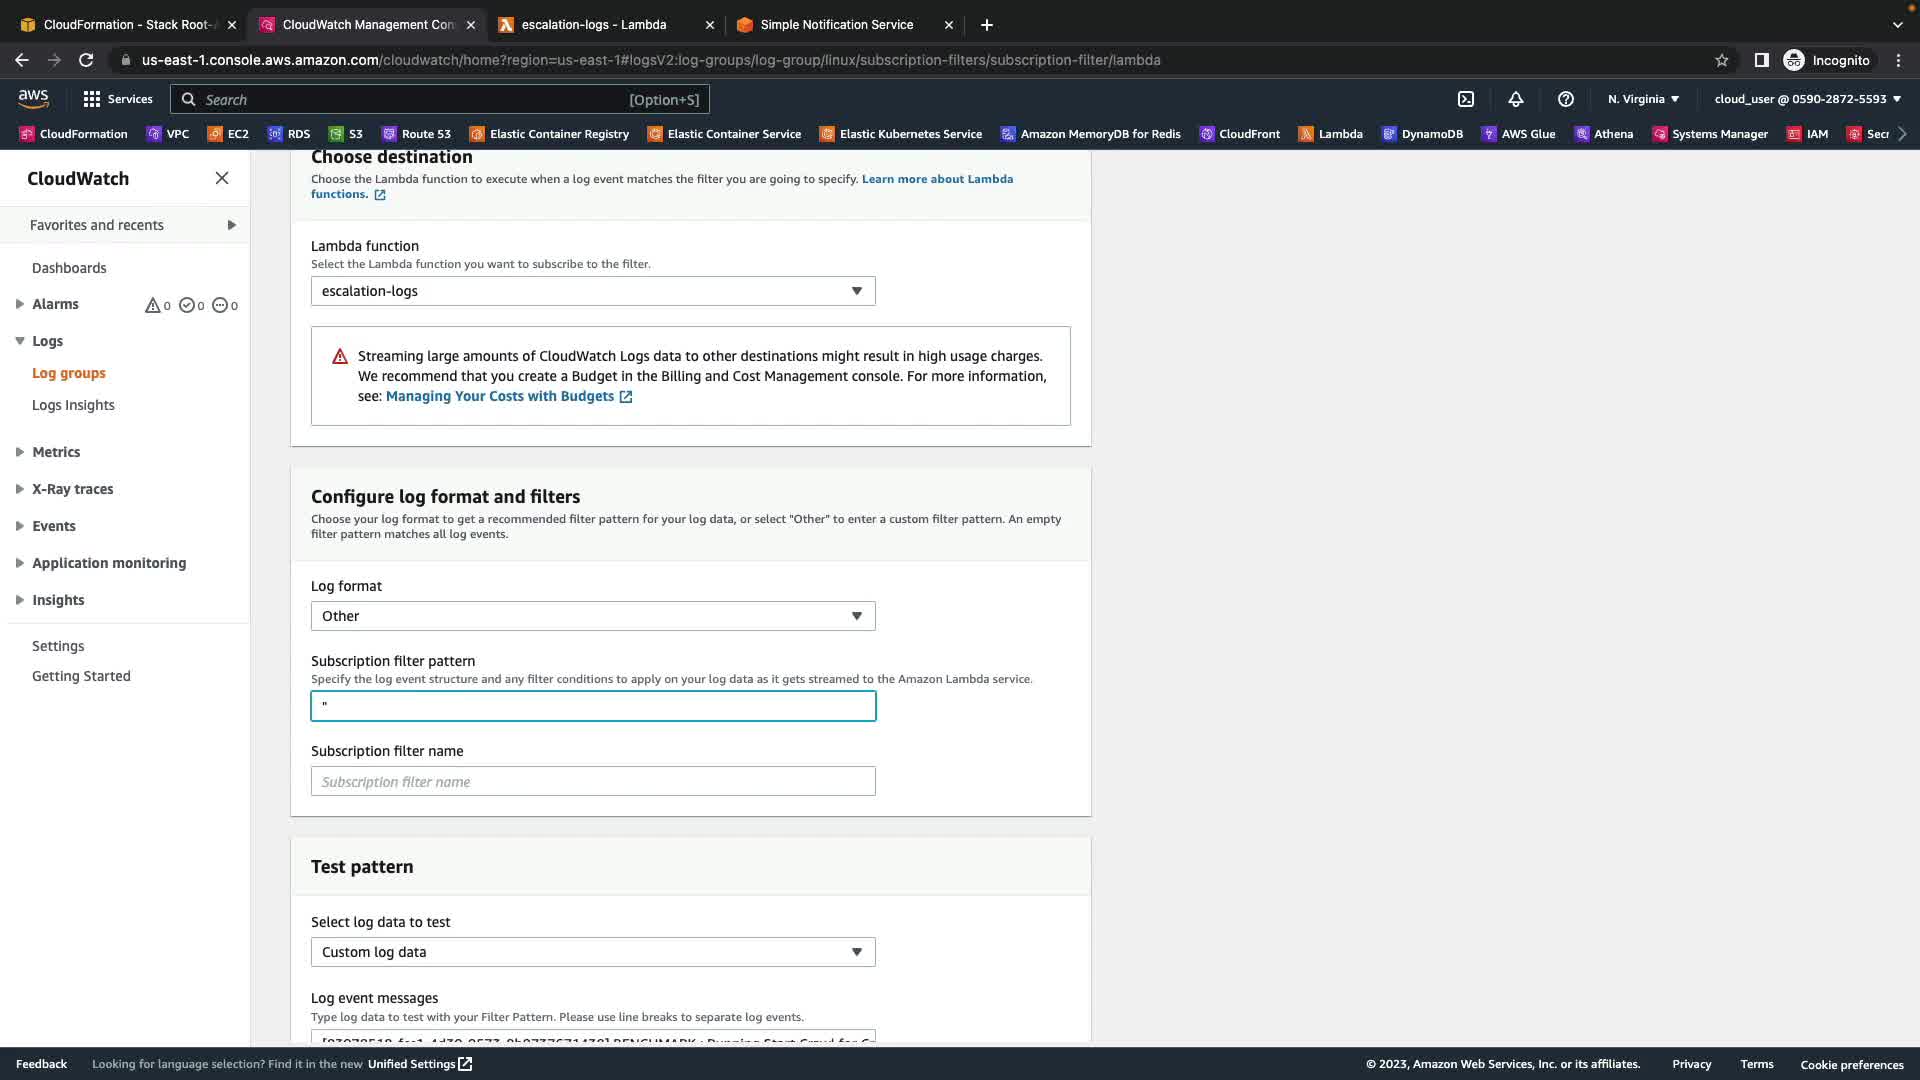 CloudFormation - Stack Root-
CloudWatch Management Con
escalation-logs - Lambda
Simple Notification Service
us-east-1.console.aws.amazon.com/cloudwatch/home?region=us-east-1#logsV2:log-groups/log-group/linux/subscription-filters/subscription-filter/lambda
Incognito
aws
Services
Search
[Option+S]
N. Virginia
cloud_user @ 0590-2872-5593
CloudFormation
VPC
EC2
RDS
S3
Route 53
Elastic Container Registry
Elastic Container Service
Elastic Kubernetes Service
Amazon MemoryDB for Redis
CloudFront
Lambda
DynamoDB
AWS Glue
Athena
Systems Manager
IAM
Secr
CloudWatch
Favorites and recents
Dashboards
Alarms
0
0
0
Logs
Log groups
Logs Insights
Metrics
X-Ray traces
Events
Application monitoring
Insights
Settings
Getting Started
Choose destination
Choose the Lambda function to execute when a log event matches the filter you are going to specify. Learn more about Lambda
functions.
Lambda function
Select the Lambda function you want to subscribe to the filter.
escalation-logs
Streaming large amounts of CloudWatch Logs data to other destinations might result in high usage charges.
We recommend that you create a Budget in the Billing and Cost Management console. For more information,
see: Managing Your Costs with Budgets
Configure log format and filters
Choose your log format to get a recommended filter pattern for your log data, or select "Other" to enter a custom filter pattern. An empty
filter pattern matches all log events.
Log format
Other
Subscription filter pattern
Specify the log event structure and any filter conditions to apply on your log data as it gets streamed to the Amazon Lambda service.
"
Subscription filter name
Subscription filter name
Test pattern
Select log data to test
Custom log data
Log event messages
Type log data to test with your Filter Pattern. Please use line breaks to separate log events.
Feedback
Looking for language selection? Find it in the new Unified Settings
© 2023, Amazon Web Services, Inc. or its affiliates.
Privacy
Terms
Cookie preferences